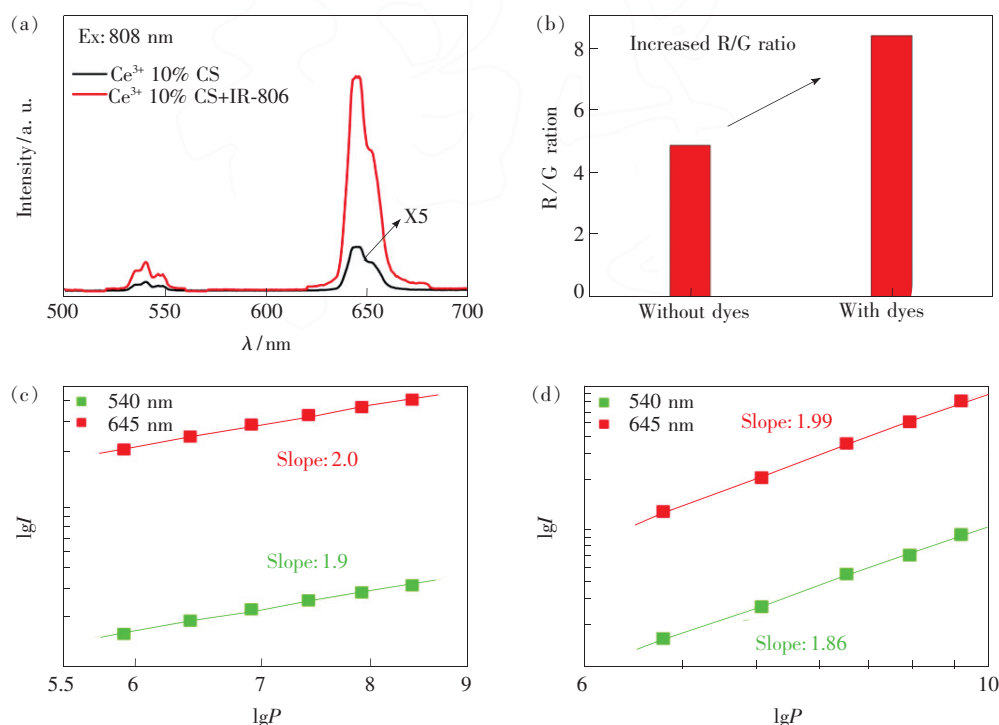 (a)
Ex: 808 nm
Ce³⁺ 10% CS
Ce³⁺ 10% CS+IR-806
X5
Intensity/a. u.
500 550 600 650 700
λ/nm
(b)
Increased R/G ratio
R/G ration
8
6
4
2
0
Without dyes With dyes
(c)
540 nm
645 nm
Slope: 2.0
Slope: 1.9
lgI
5.5 6 7 8 9
lgP
(d)
540 nm
645 nm
Slope: 1.99
Slope: 1.86
lgI
6 10
lgP